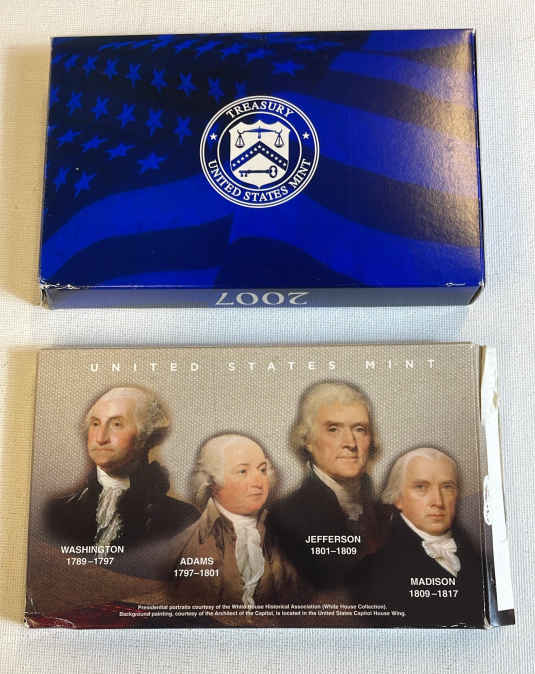 TREASURY
UNITED STATES MINT
2007
UNITED STATES MINT
WASHINGTON
1789–1797
ADAMS
1797–1801
JEFFERSON
1801–1809
MADISON
1809–1817
Presidential portraits courtesy of the White House Historical Association (White House Collection).
Background painting, courtesy of the Architect of the Capitol, is located in the United States Capitol House Wing.